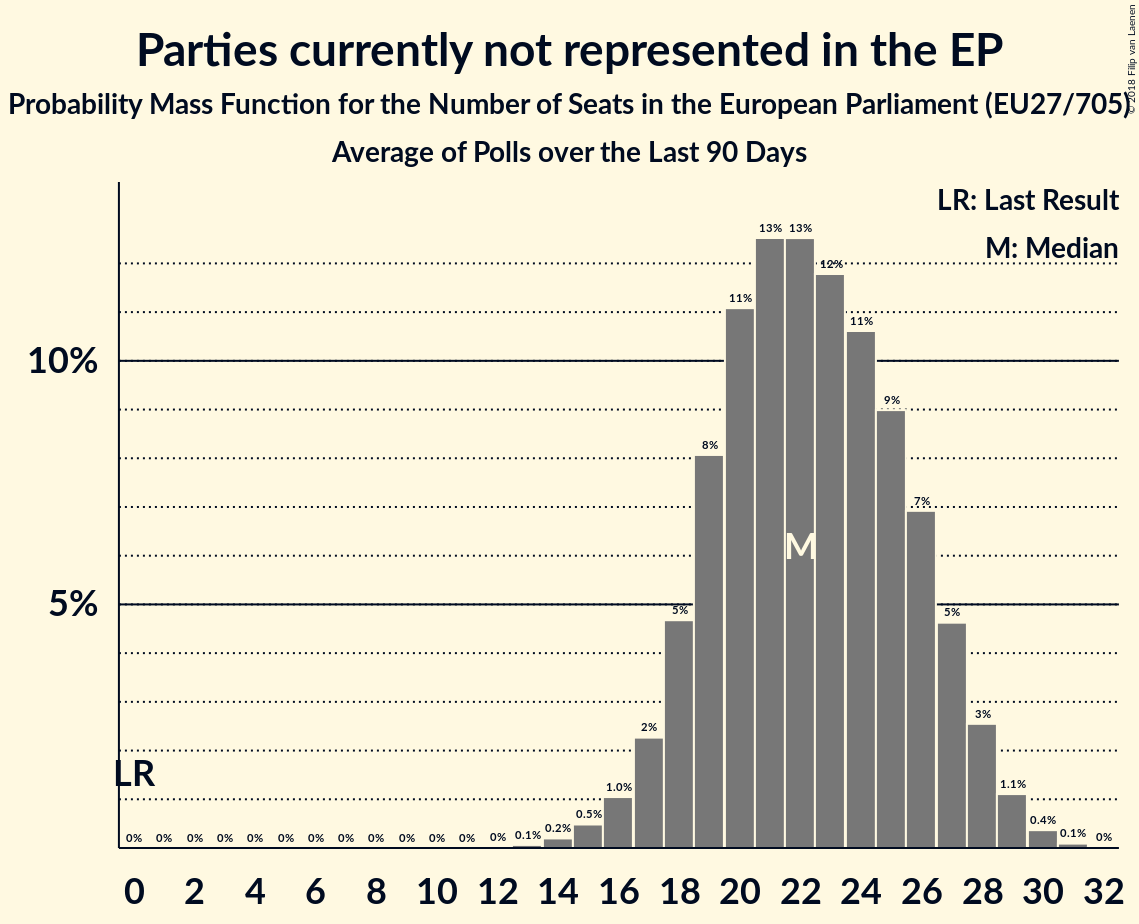 Parties currently not represented in the EP
Probability Mass Function for the Number of Seats in the European Parliament (EU27/705)
Average of Polls over the Last 90 Days
© 2018 Filip van Laenen
LR: Last Result
M: Median
13% 13%
12%
11%
11%
10%
9%
8%
7%
M
5%
5%
5%
3%
2%
LR
1.0%
1.1%
0.5%
0.4%
0% 0% 0% 0% 0% 0% 0% 0% 0% 0% 0% 0% 0% 0.1% 0.2% 0.1% 0%
0 2 4 6 8 10 12 14 16 18 20 22 24 26 28 30 32